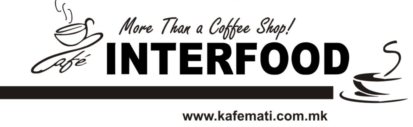 More Than a Coffee Shop!
Café
INTERFOOD
www.kafemati.com.mk